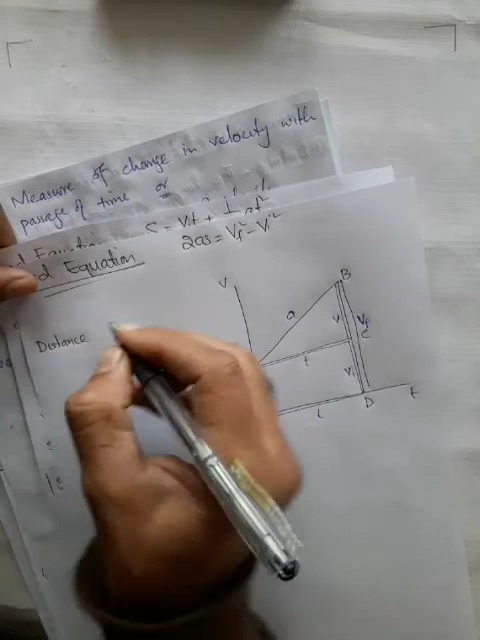 Measure of change in velocity with
passage of time or
S = Vit + ½ at²
2as = Vf² - Vi²
d Equation
Distance
V
B
a
V
Vf
C
t
Vi
D
t